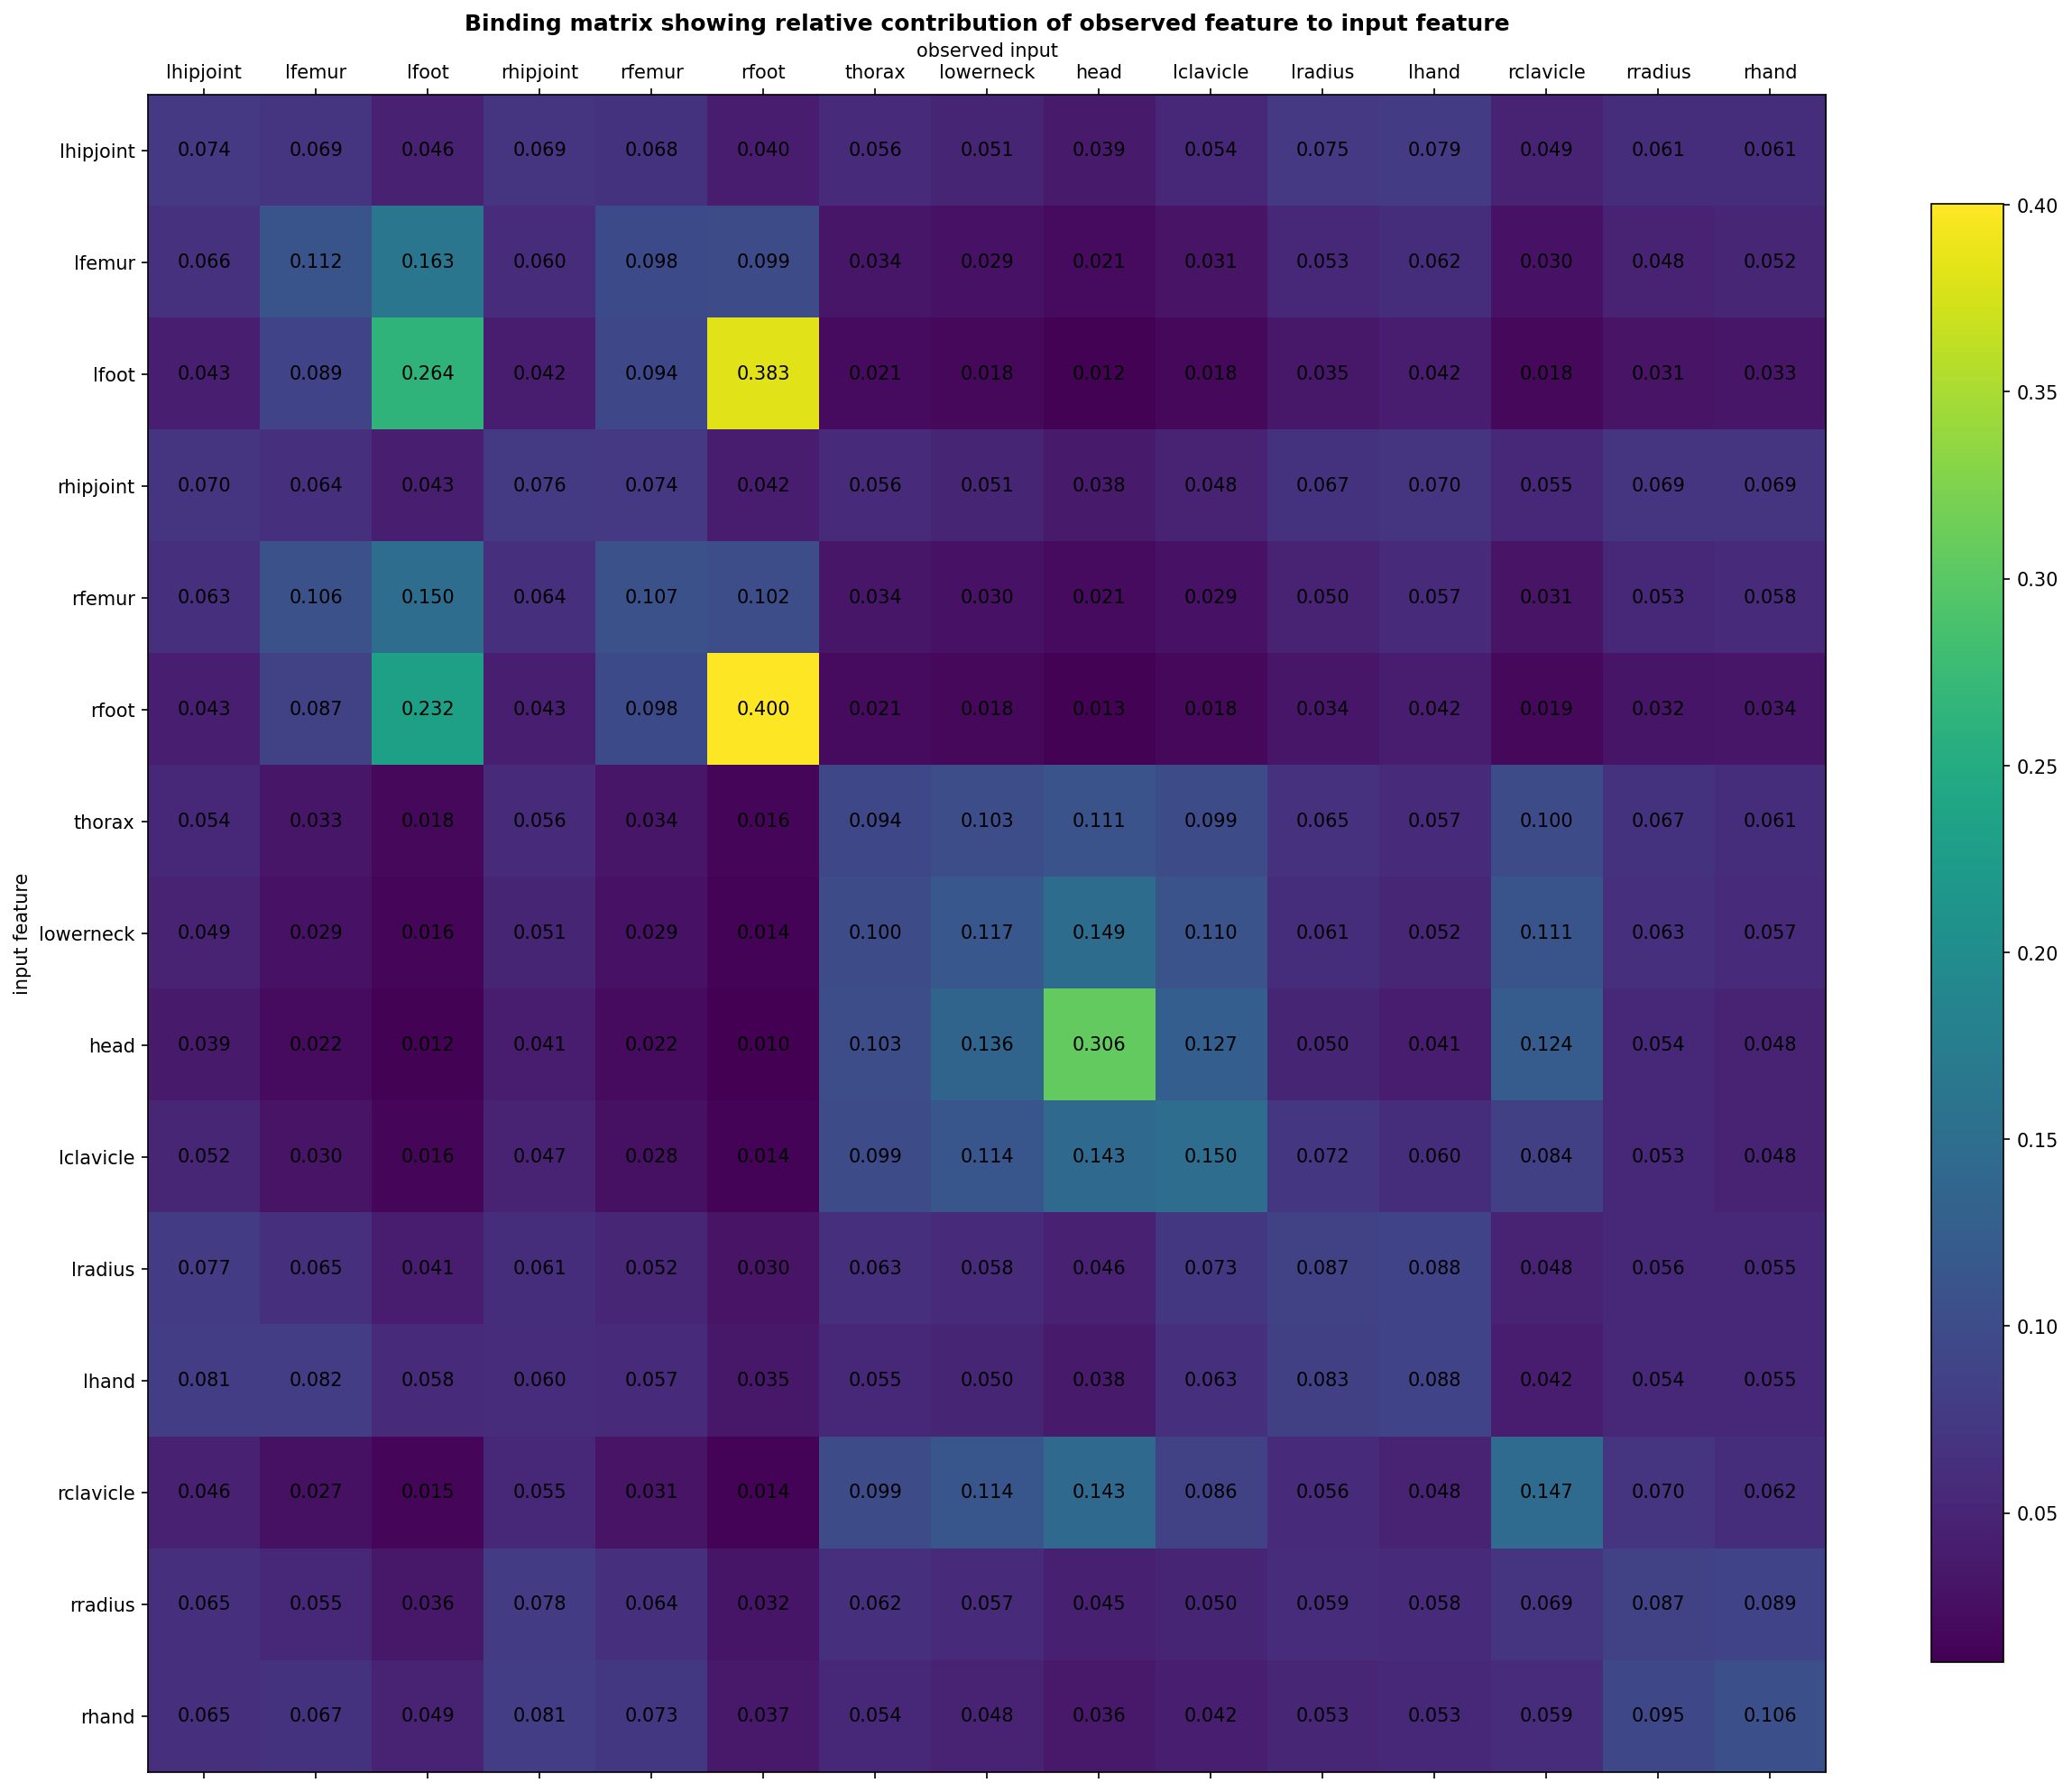 Binding matrix showing relative contribution of observed feature to input feature
observed input
lhipjoint lfemur lfoot rhipjoint rfemur rfoot thorax lowerneck head lclavicle lradius lhand rclavicle rradius rhand
lhipjoint 0.074 0.069 0.046 0.069 0.068 0.040 0.056 0.051 0.039 0.054 0.075 0.079 0.049 0.061 0.061
lfemur 0.066 0.112 0.163 0.060 0.098 0.099 0.034 0.029 0.021 0.031 0.053 0.062 0.030 0.048 0.052
lfoot 0.043 0.089 0.264 0.042 0.094 0.383 0.021 0.018 0.012 0.018 0.035 0.042 0.018 0.031 0.033
rhipjoint 0.070 0.064 0.043 0.076 0.074 0.042 0.056 0.051 0.038 0.048 0.067 0.070 0.055 0.069 0.069
rfemur 0.063 0.106 0.150 0.064 0.107 0.102 0.034 0.030 0.021 0.029 0.050 0.057 0.031 0.053 0.058
rfoot 0.043 0.087 0.232 0.043 0.098 0.400 0.021 0.018 0.013 0.018 0.034 0.042 0.019 0.032 0.034
thorax 0.054 0.033 0.018 0.056 0.034 0.016 0.094 0.103 0.111 0.099 0.065 0.057 0.100 0.067 0.061
lowerneck 0.049 0.029 0.016 0.051 0.029 0.014 0.100 0.117 0.149 0.110 0.061 0.052 0.111 0.063 0.057
head 0.039 0.022 0.012 0.041 0.022 0.010 0.103 0.136 0.306 0.127 0.050 0.041 0.124 0.054 0.048
lclavicle 0.052 0.030 0.016 0.047 0.028 0.014 0.099 0.114 0.143 0.150 0.072 0.060 0.084 0.053 0.048
lradius 0.077 0.065 0.041 0.061 0.052 0.030 0.063 0.058 0.046 0.073 0.087 0.088 0.048 0.056 0.055
lhand 0.081 0.082 0.058 0.060 0.057 0.035 0.055 0.050 0.038 0.063 0.083 0.088 0.042 0.054 0.055
rclavicle 0.046 0.027 0.015 0.055 0.031 0.014 0.099 0.114 0.143 0.086 0.056 0.048 0.147 0.070 0.062
rradius 0.065 0.055 0.036 0.078 0.064 0.032 0.062 0.057 0.045 0.050 0.059 0.058 0.069 0.087 0.089
rhand 0.065 0.067 0.049 0.081 0.073 0.037 0.054 0.048 0.036 0.042 0.053 0.053 0.059 0.095 0.106
input feature
0.40
0.35
0.30
0.25
0.20
0.15
0.10
0.05